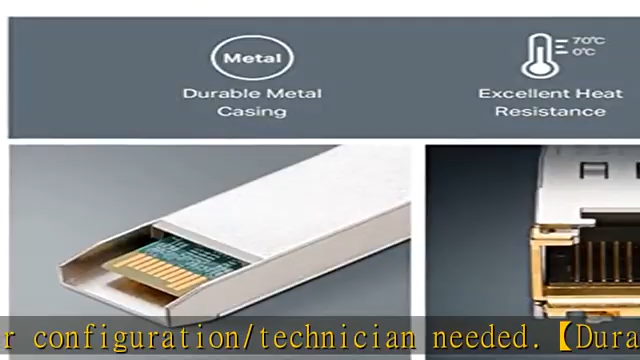 Metal
Durable Metal
Casing
70℃
0℃
Excellent Heat
Resistance
configuration/technician needed.【Dura